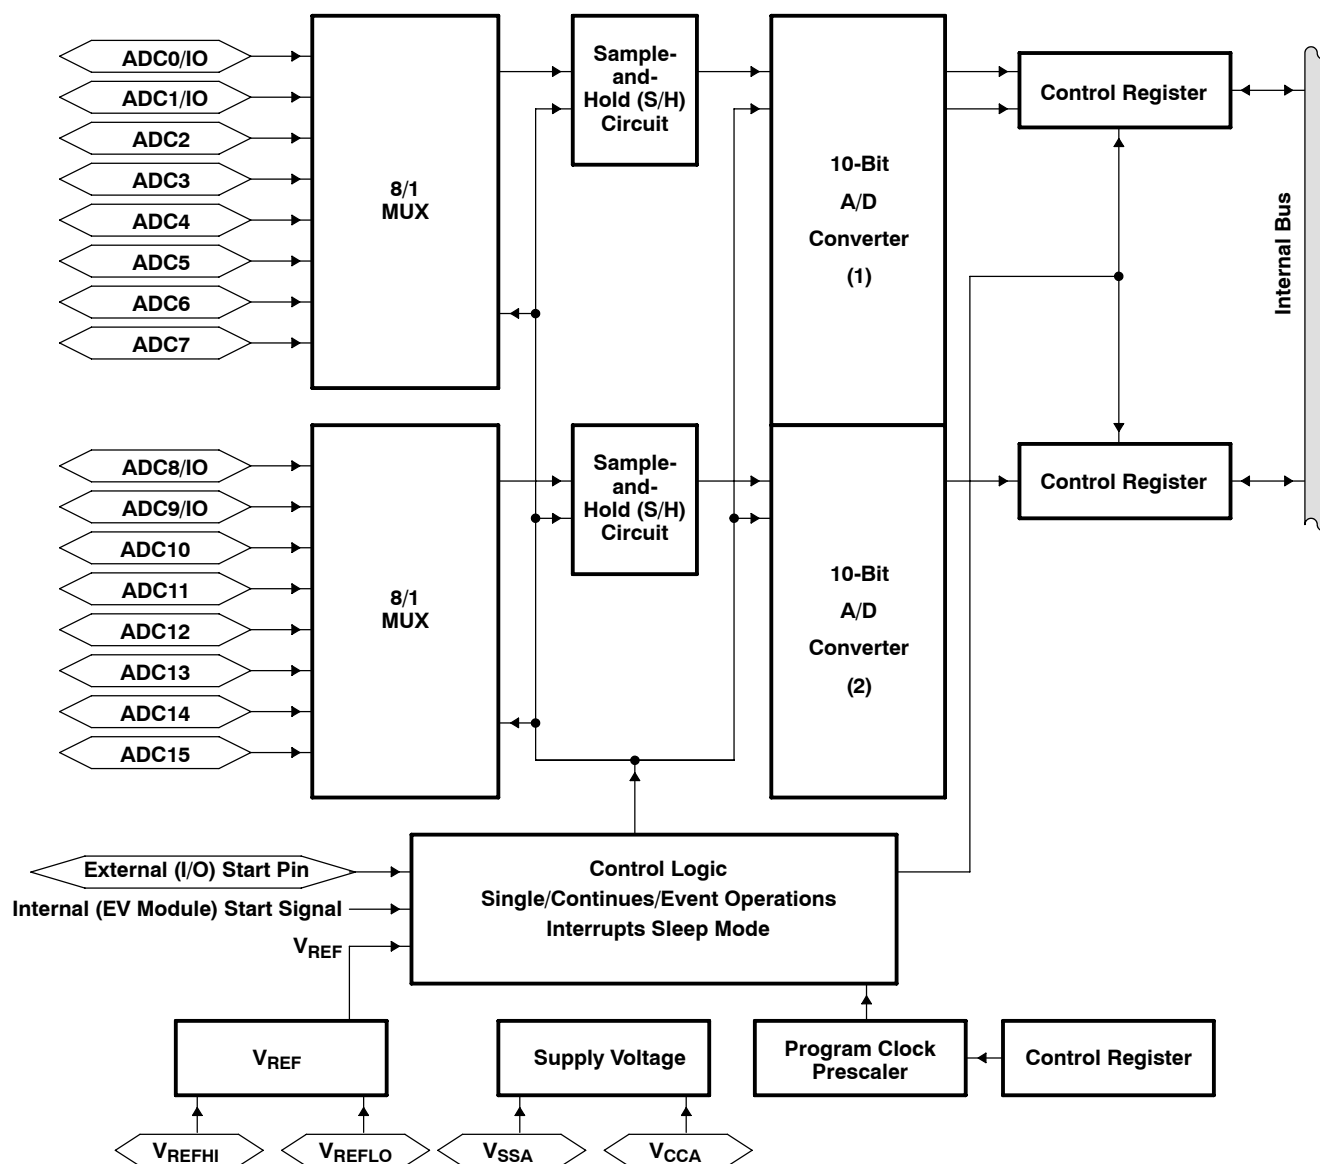 ADC0/IO
ADC1/IO
ADC2
ADC3
ADC4
ADC5
ADC6
ADC7
8/1
MUX
Sample-
and-
Hold (S/H)
Circuit
10-Bit
A/D
Converter
(1)
Control Register
Internal Bus
ADC8/IO
ADC9/IO
ADC10
ADC11
ADC12
ADC13
ADC14
ADC15
8/1
MUX
Sample-
and-
Hold (S/H)
Circuit
10-Bit
A/D
Converter
(2)
Control Register
External (I/O) Start Pin
Internal (EV Module) Start Signal
VREF
Control Logic
Single/Continues/Event Operations
Interrupts Sleep Mode
VREF
Supply Voltage
Program Clock
Prescaler
Control Register
VREFHI
VREFLO
VSSA
VCCA